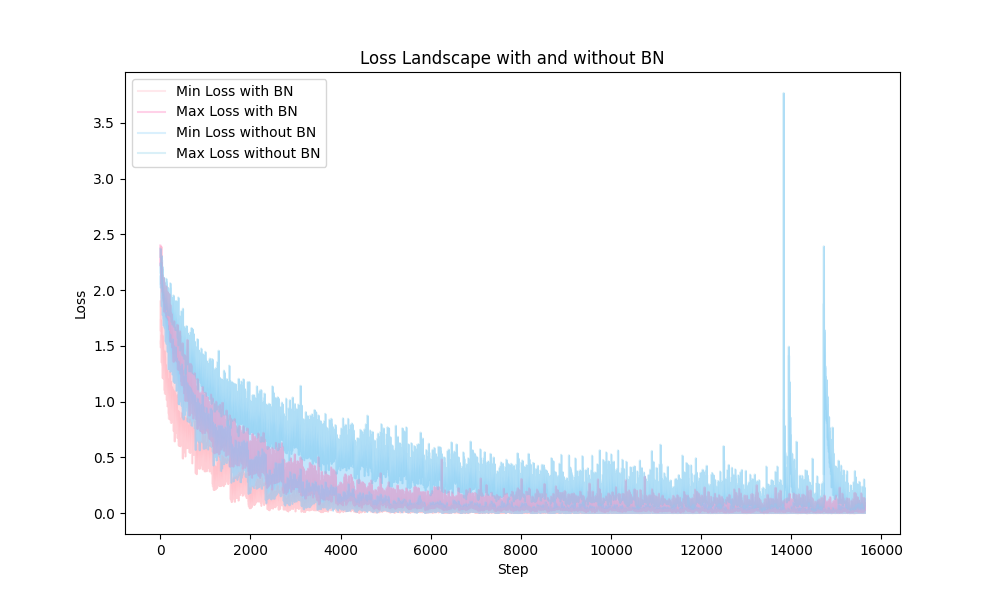 Loss Landscape with and without BN
Min Loss with BN
Max Loss with BN
Min Loss without BN
Max Loss without BN
3.5
3.0
2.5
2.0
1.5
1.0
0.5
0.0
Loss
0 2000 4000 6000 8000 10000 12000 14000 16000
Step